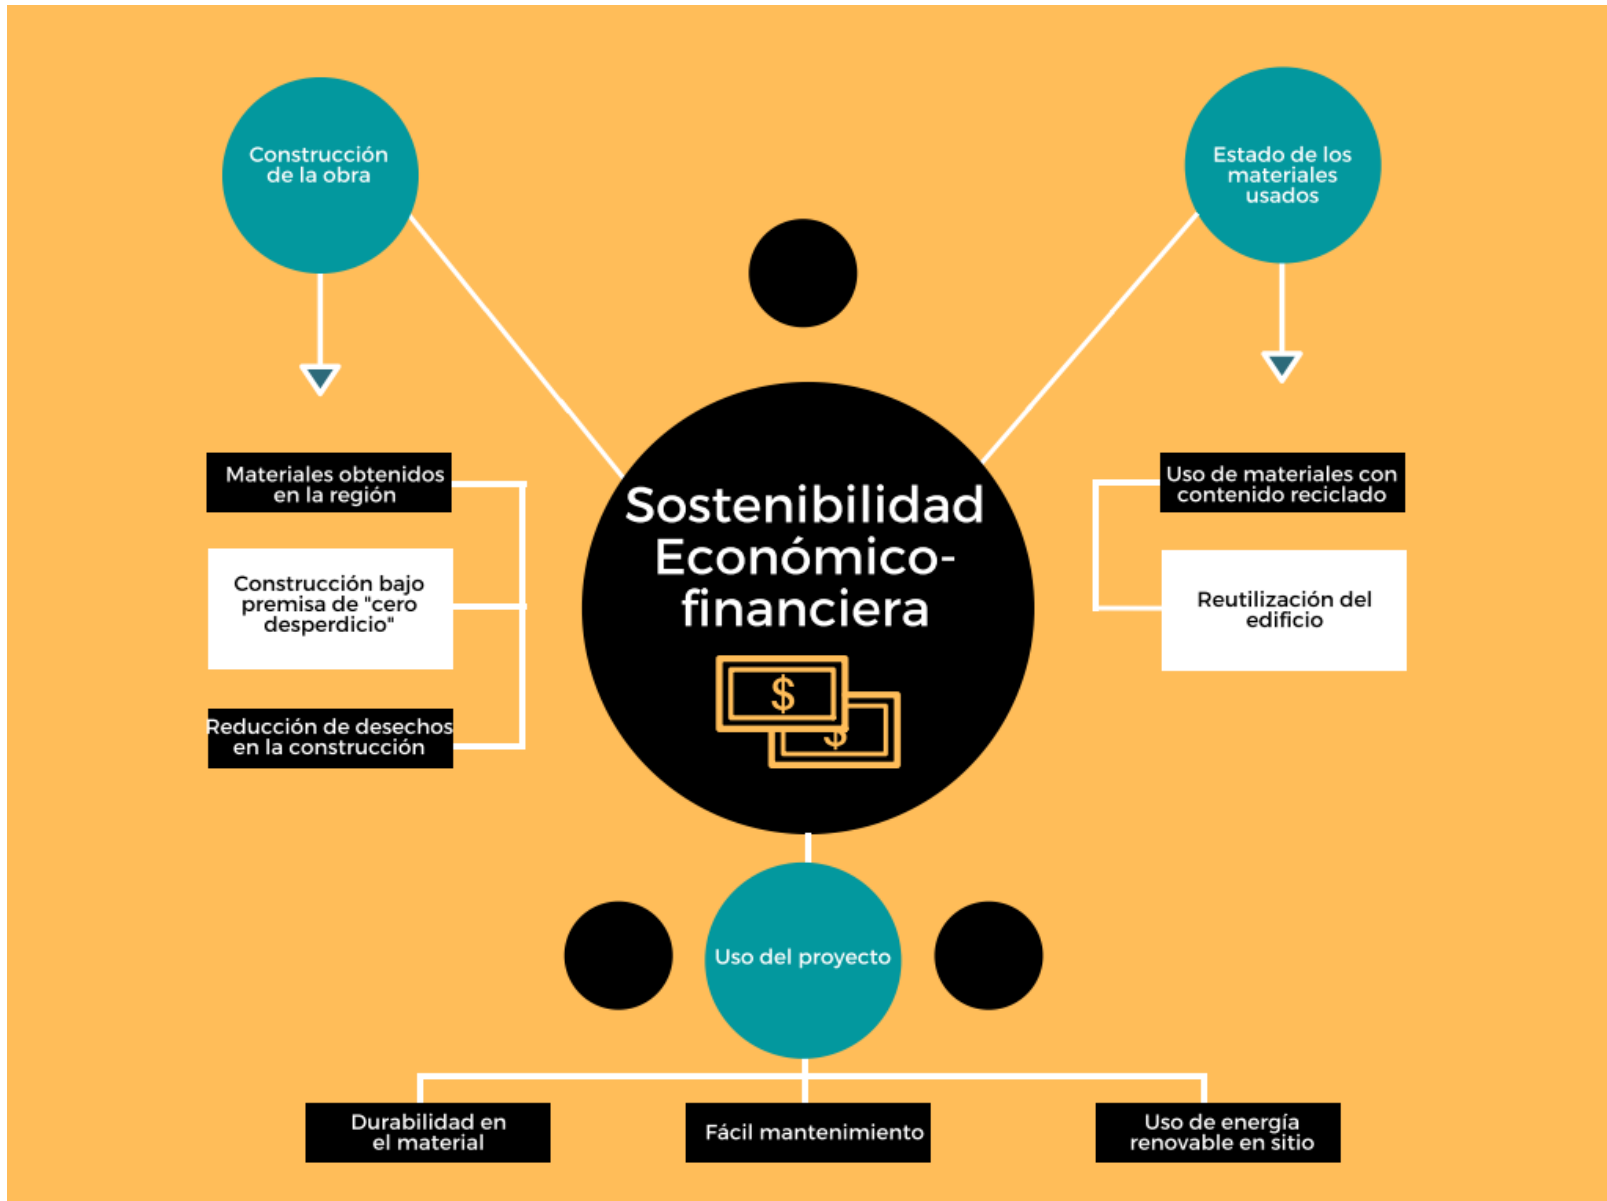 Construcción
de la obra
Estado de los
materiales
usados
Materiales obtenidos
en la región
Construcción bajo
premisa de "cero
desperdicio"
Reducción de desechos
en la construcción
Sostenibilidad
Económico-
financiera
$
$
Uso de materiales con
contenido reciclado
Reutilización del
edificio
Uso del proyecto
Durabilidad en
el material
Fácil mantenimiento
Uso de energía
renovable en sitio